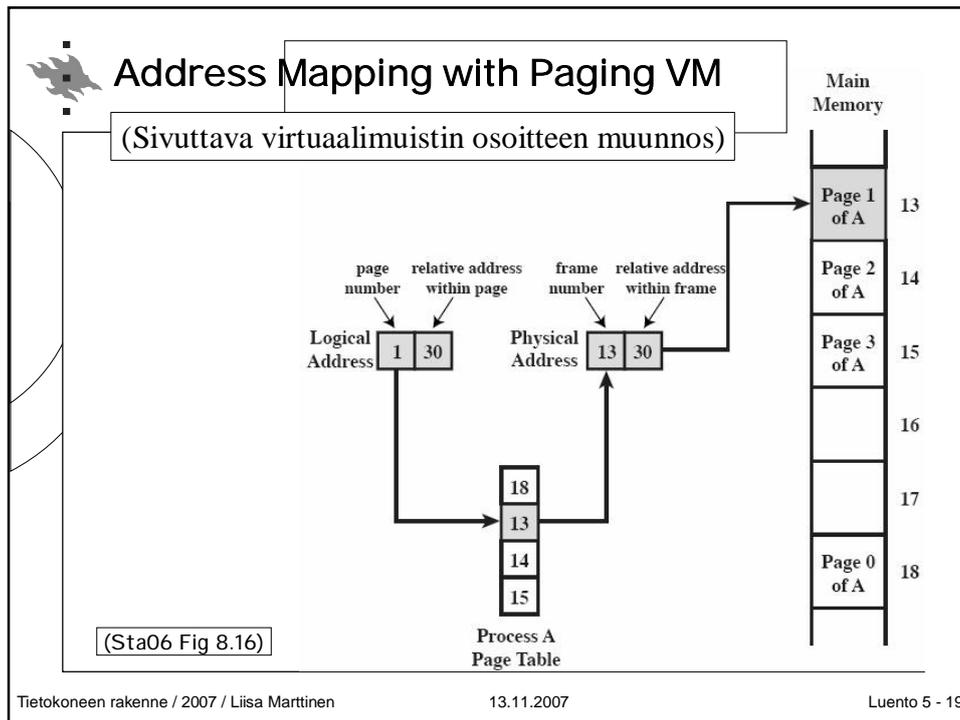 Address Mapping with Paging VM
(Sivuttava virtuaalimuistin osoitteen muunnos)
Main
Memory
Page 1
of A
13
Page 2
of A
14
Page 3
of A
15
16
17
Page 0
of A
18
page
number
relative address
within page
frame
number
relative address
within frame
Logical
Address
1
30
Physical
Address
13
30
18
13
14
15
Process A
Page Table
(Sta06 Fig 8.16)
Tietokoneen rakenne / 2007 / Liisa Marttinen
13.11.2007
Luento 5 - 19